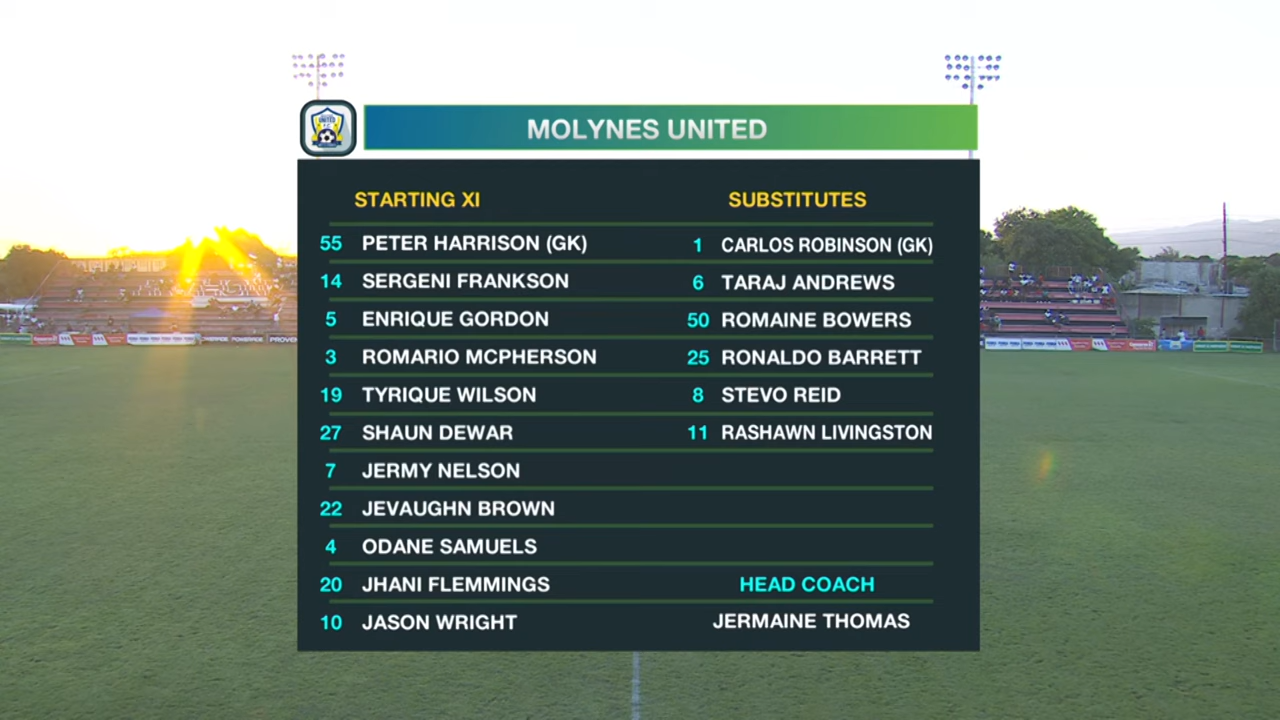 UNITED
MOLYNES UNITED
STARTING XI
SUBSTITUTES
55 PETER HARRISON (GK)
1 CARLOS ROBINSON (GK)
14 SERGENI FRANKSON
6 TARAJ ANDREWS
5 ENRIQUE GORDON
50 ROMAINE BOWERS
3 ROMARIO MCPHERSON
25 RONALDO BARRETT
19 TYRIQUE WILSON
8 STEVO REID
27 SHAUN DEWAR
11 RASHAWN LIVINGSTON
7 JERMY NELSON
22 JEVAUGHN BROWN
4 ODANE SAMUELS
20 JHANI FLEMMINGS
HEAD COACH
10 JASON WRIGHT
JERMAINE THOMAS